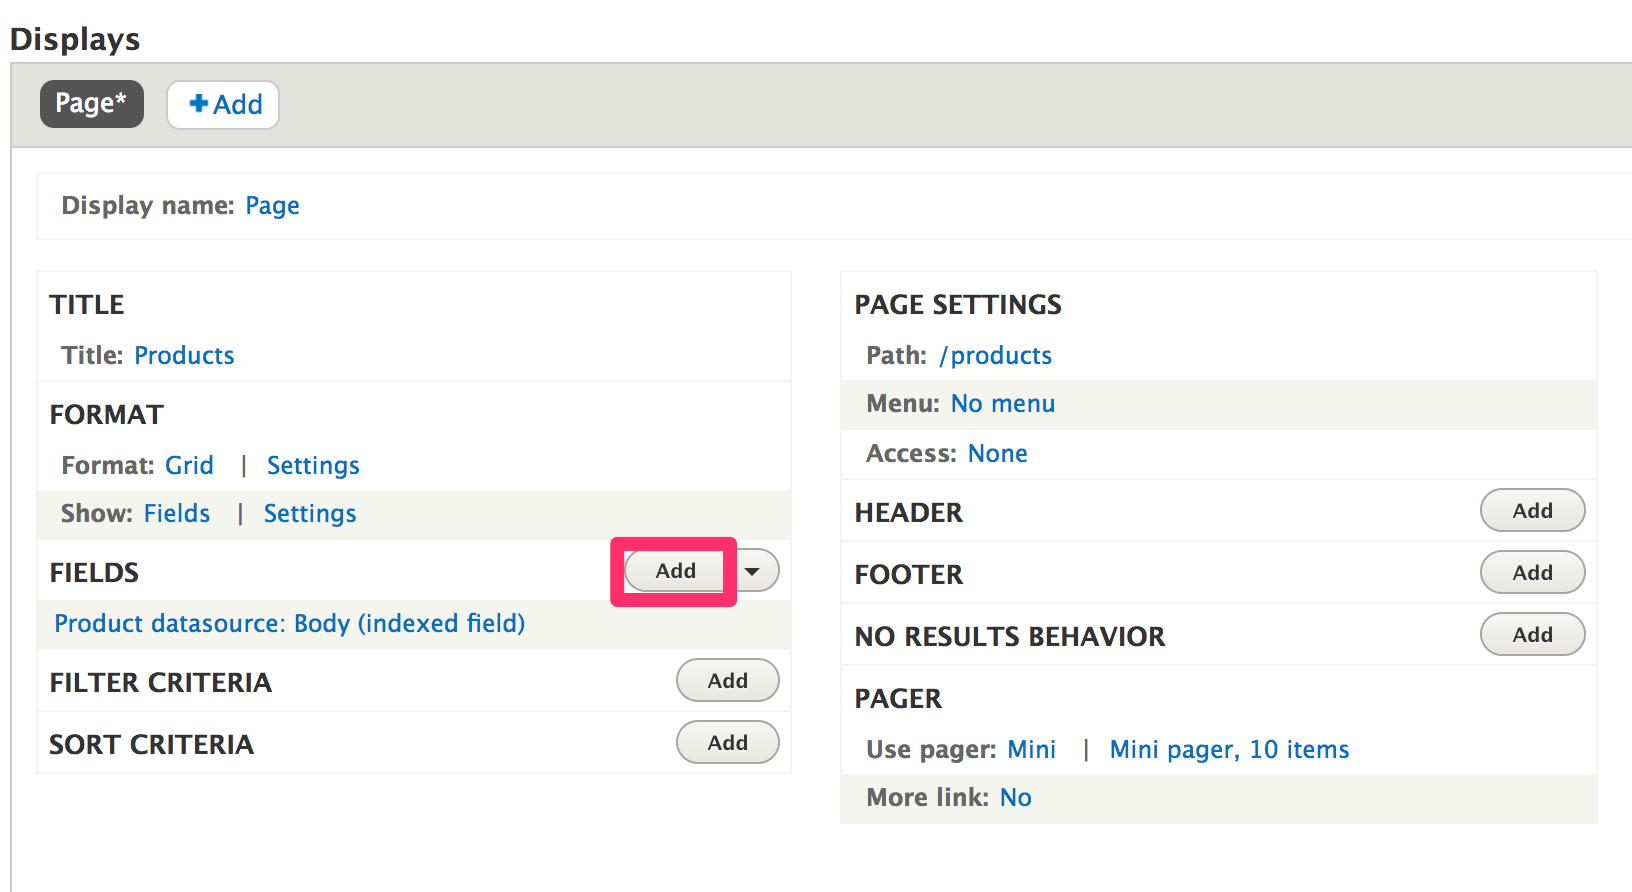 Displays
Page*
Add
Display name: Page
TITLE
Title: Products
FORMAT
Format: Grid | Settings
Show: Fields | Settings
FIELDS Add
Product datasource: Body (indexed field)
FILTER CRITERIA Add
SORT CRITERIA Add
PAGE SETTINGS
Path: /products
Menu: No menu
Access: None
HEADER Add
FOOTER Add
NO RESULTS BEHAVIOR Add
PAGER
Use pager: Mini | Mini pager, 10 items
More link: No